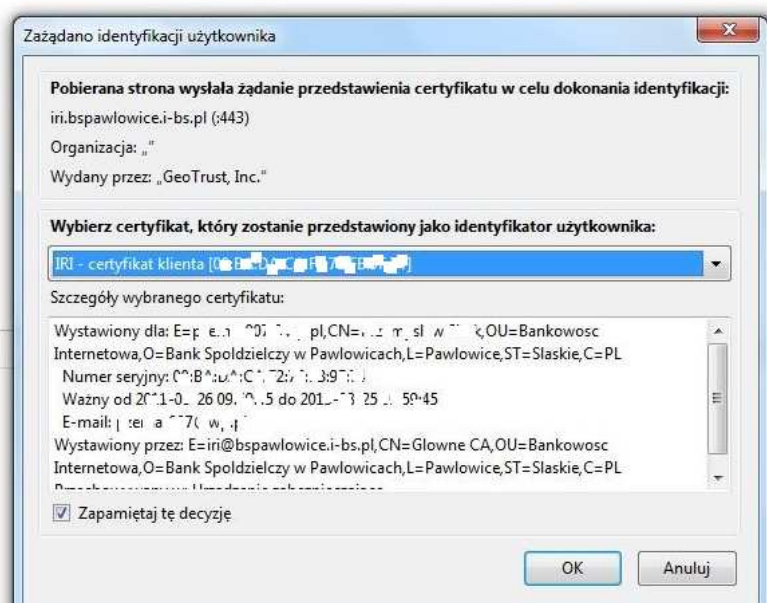 Zażądano identyfikacji użytkownika
Pobierana strona wysłała żądanie przedstawienia certyfikatu w celu dokonania identyfikacji:
iri.bspawlowice.i-bs.pl (:443)
Organizacja: „"
Wydany przez: „GeoTrust, Inc."
Wybierz certyfikat, który zostanie przedstawiony jako identyfikator użytkownika:
IRI - certyfikat klienta
Szczegóły wybranego certyfikatu:
Wystawiony dla: OU=Bankowosc
Internetowa,O=Bank Spoldzielczy w Pawlowicach,L=Pawlowice,ST=Slaskie,C=PL
Numer seryjny:
Ważny od do
E-mail:
Wystawiony przez: E=iri@bspawlowice.i-bs.pl,CN=Glowne CA,OU=Bankowosc
Internetowa,O=Bank Spoldzielczy w Pawlowicach,L=Pawlowice,ST=Slaskie,C=PL
Zapamiętaj tę decyzję
OK Anuluj